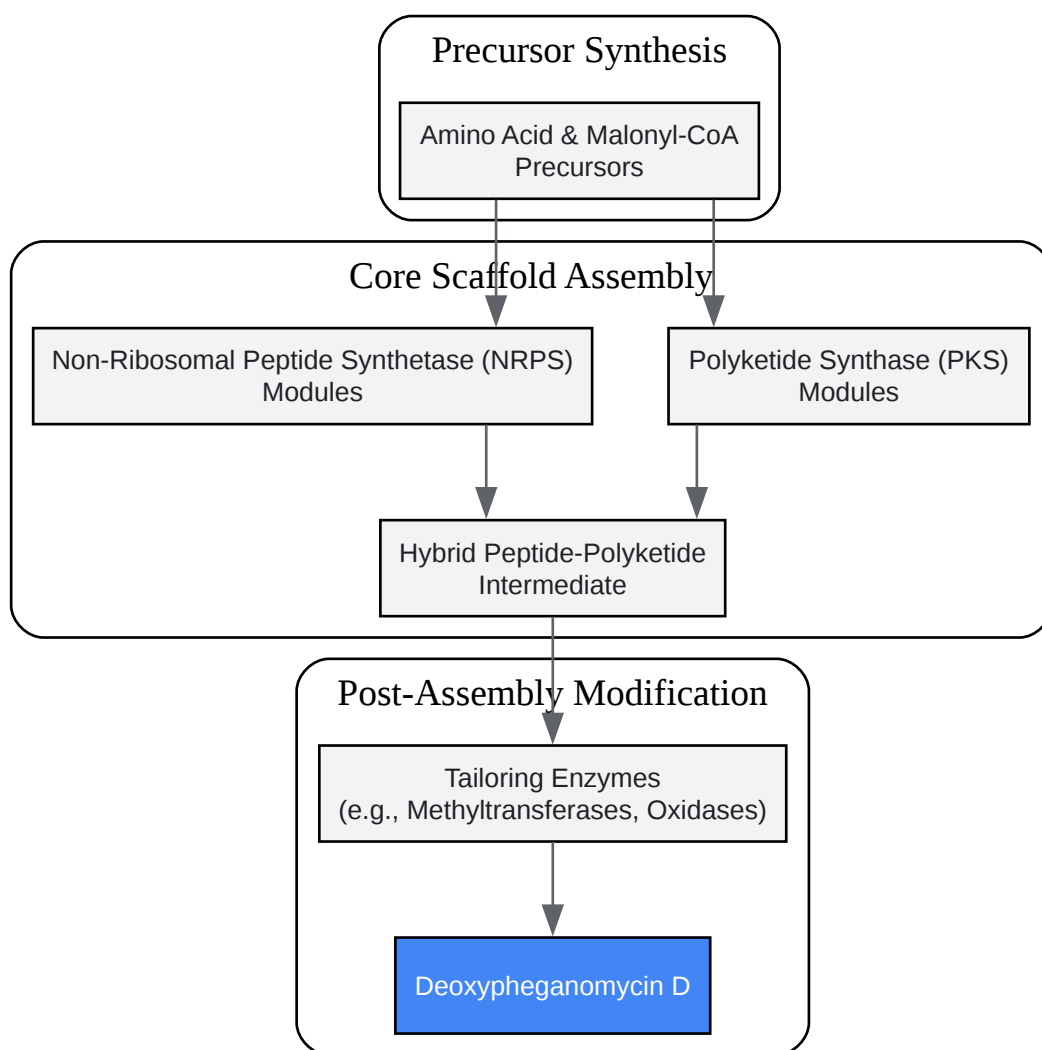 Precursor Synthesis
Amino Acid & Malonyl-CoA
Precursors
Core Scaffold Assembly
Non-Ribosomal Peptide Synthetase (NRPS)
Modules
Polyketide Synthase (PKS)
Modules
Hybrid Peptide-Polyketide
Intermediate
Post-Assembly Modification
Tailoring Enzymes
(e.g., Methyltransferases, Oxidases)
Deoxypheganomycin D